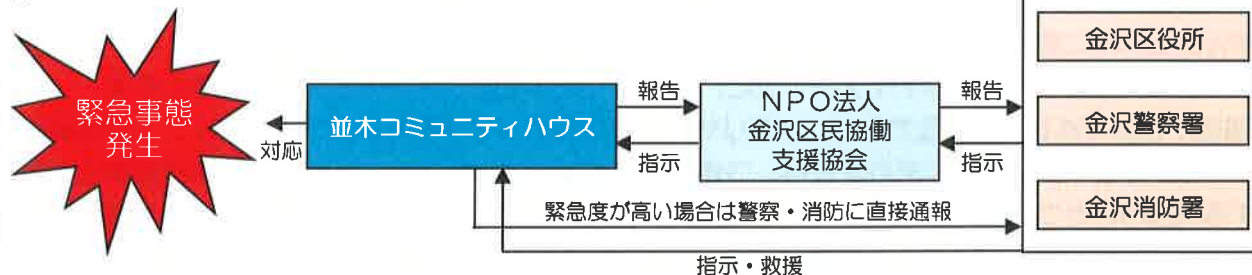 緊急事態
発生
対応
並木コミュニティハウス
報告
指示
NPO法人
金沢区民協働
支援協会
報告
指示
金沢区役所
金沢警察署
金沢消防署
緊急度が高い場合は警察・消防に直接通報
指示・救援